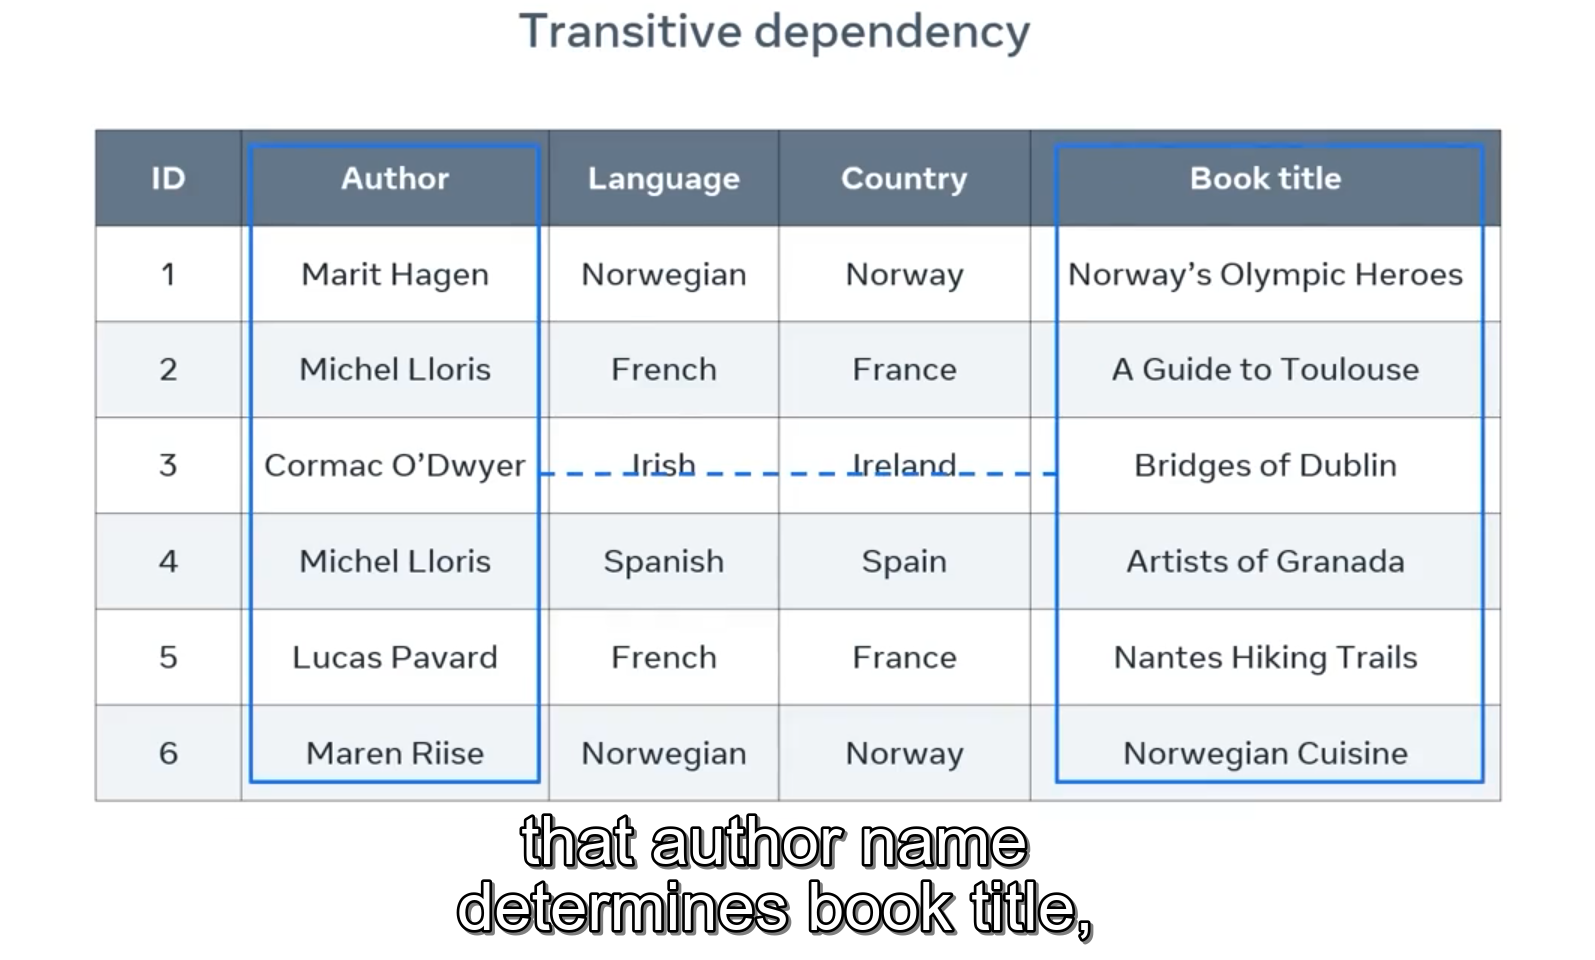 Transitive dependency
ID Author Language Country Book title
1 Marit Hagen Norwegian Norway Norway’s Olympic Heroes
2 Michel Lloris French France A Guide to Toulouse
3 Cormac O’Dwyer Irish Ireland Bridges of Dublin
4 Michel Lloris Spanish Spain Artists of Granada
5 Lucas Pavard French France Nantes Hiking Trails
6 Maren Riise Norwegian Norway Norwegian Cuisine
that author name
determines book title,